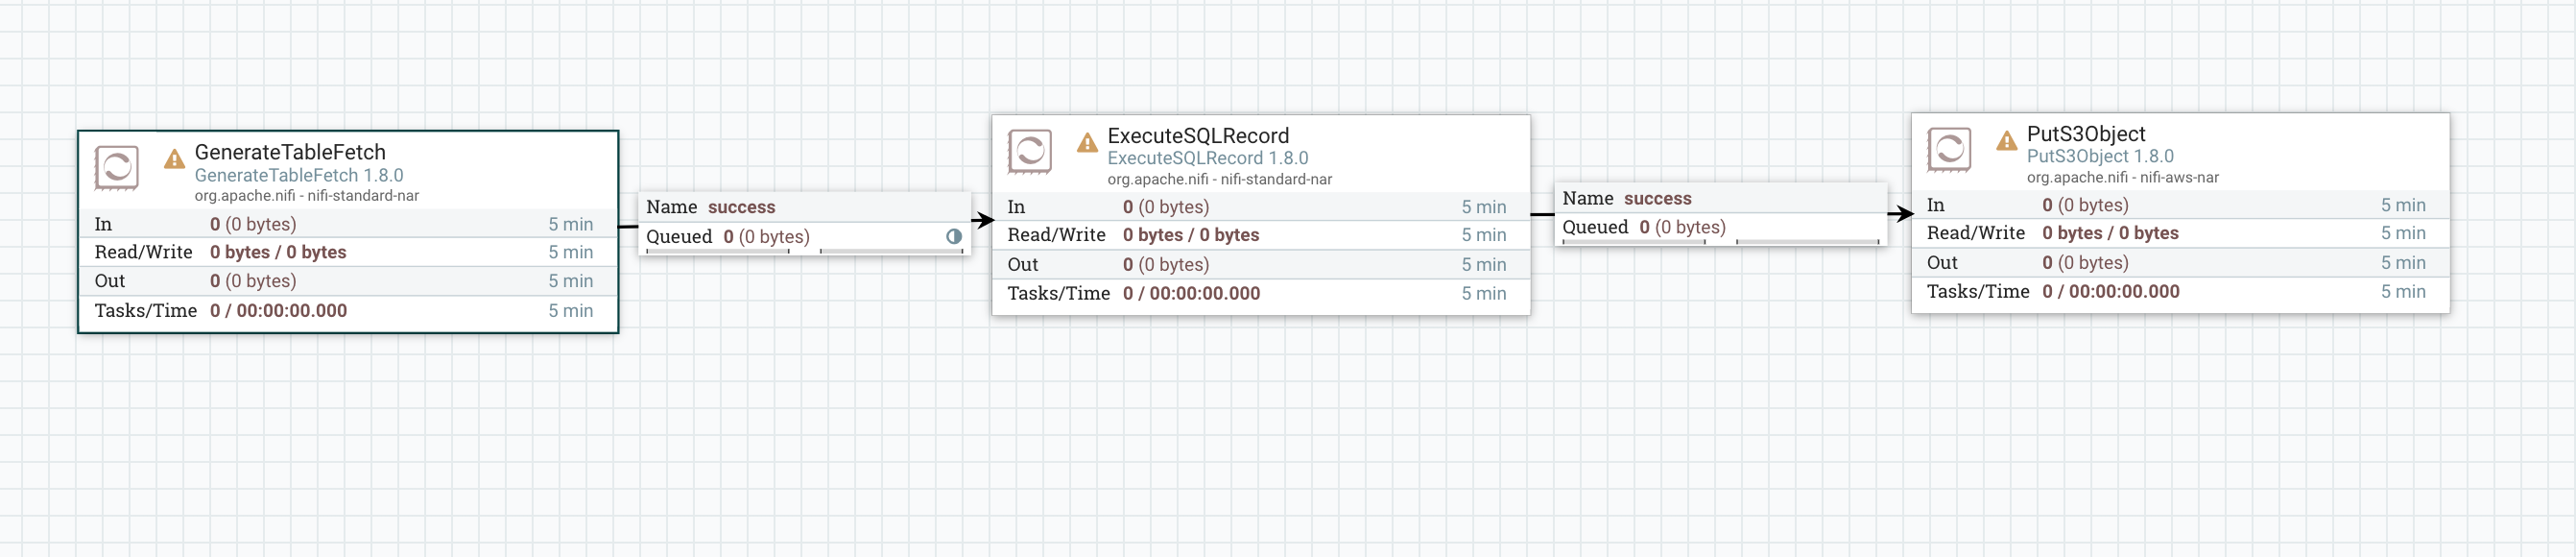 GenerateTableFetch
GenerateTableFetch 1.8.0
org.apache.nifi - nifi-standard-nar
In 0 (0 bytes) 5 min
Read/Write 0 bytes / 0 bytes 5 min
Out 0 (0 bytes) 5 min
Tasks/Time 0 / 00:00:00.000 5 min
Name success
Queued 0 (0 bytes)
ExecuteSQLRecord
ExecuteSQLRecord 1.8.0
org.apache.nifi - nifi-standard-nar
In 0 (0 bytes) 5 min
Read/Write 0 bytes / 0 bytes 5 min
Out 0 (0 bytes) 5 min
Tasks/Time 0 / 00:00:00.000 5 min
Name success
Queued 0 (0 bytes)
PutS3Object
PutS3Object 1.8.0
org.apache.nifi - nifi-aws-nar
In 0 (0 bytes) 5 min
Read/Write 0 bytes / 0 bytes 5 min
Out 0 (0 bytes) 5 min
Tasks/Time 0 / 00:00:00.000 5 min